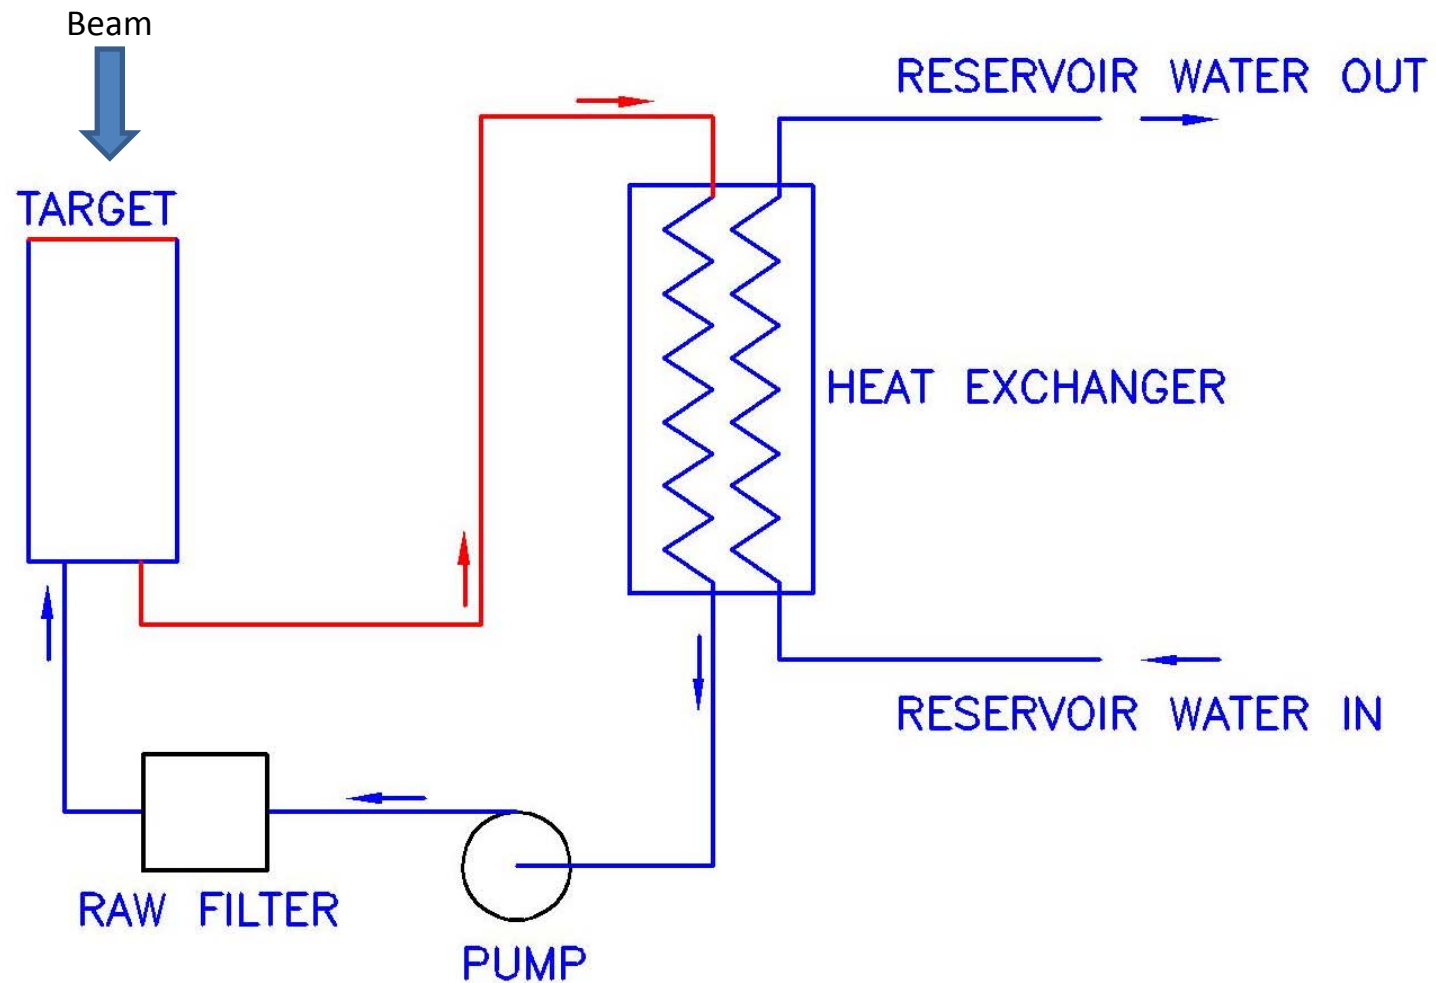 Beam
RESERVOIR WATER OUT
TARGET
HEAT EXCHANGER
RESERVOIR WATER IN
RAW FILTER
PUMP